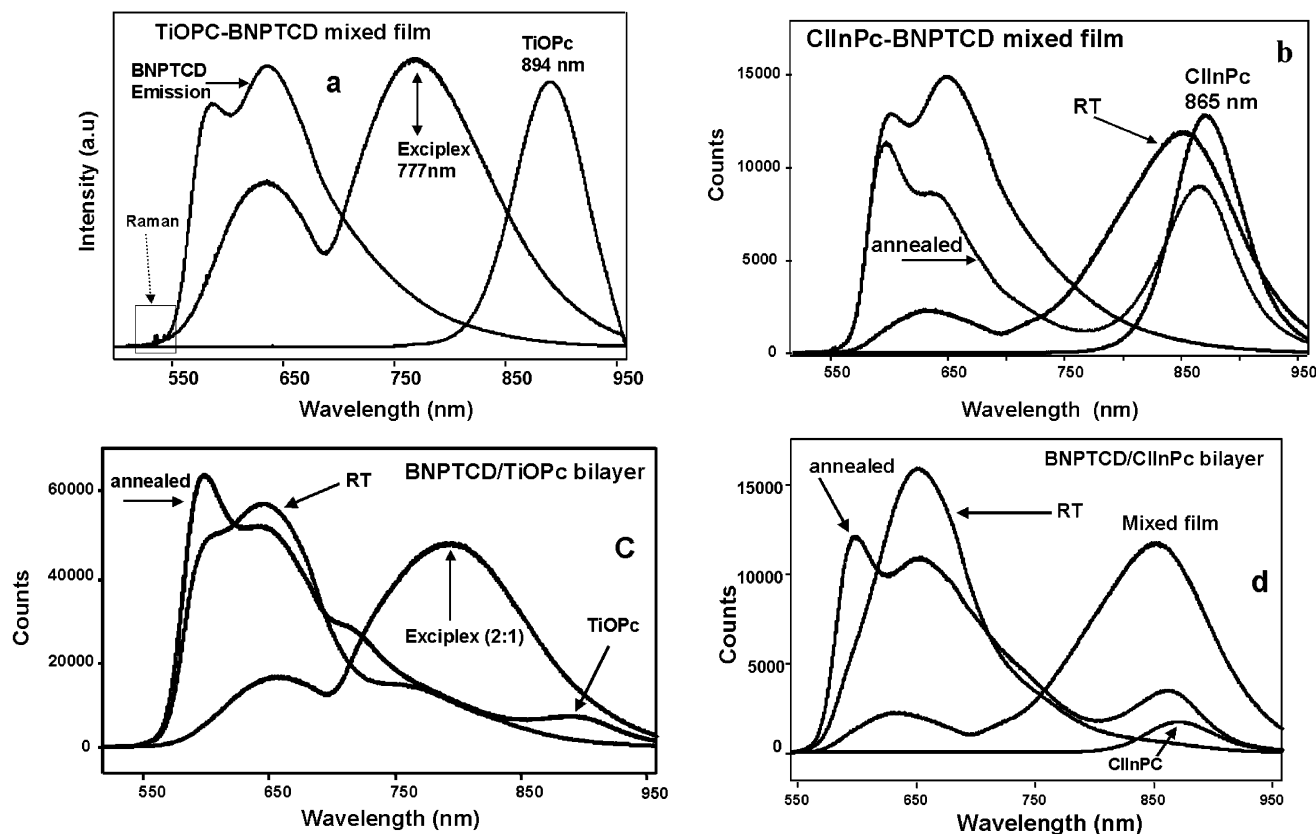 TiOPC-BNPTCD mixed film
BNPTCD
Emission
a
TiOPc
894 nm
Exciplex
777nm
Raman
Intensity (a.u)
550 650 750 850 950
Wavelength (nm)
ClInPc-BNPTCD mixed film
b
ClInPc
865 nm
RT
annealed
Counts
15000
10000
5000
0
550 650 750 850 950
Wavelength (nm)
BNPTCD/TiOPc bilayer
annealed
RT
C
Exciplex (2:1)
TiOPc
Counts
60000
40000
20000
0
550 650 750 850 950
Wavelength (nm)
BNPTCD/ClInPc bilayer
annealed
RT
Mixed film
d
ClInPC
Counts
15000
10000
5000
0
550 650 750 850 950
Wavelength (nm)